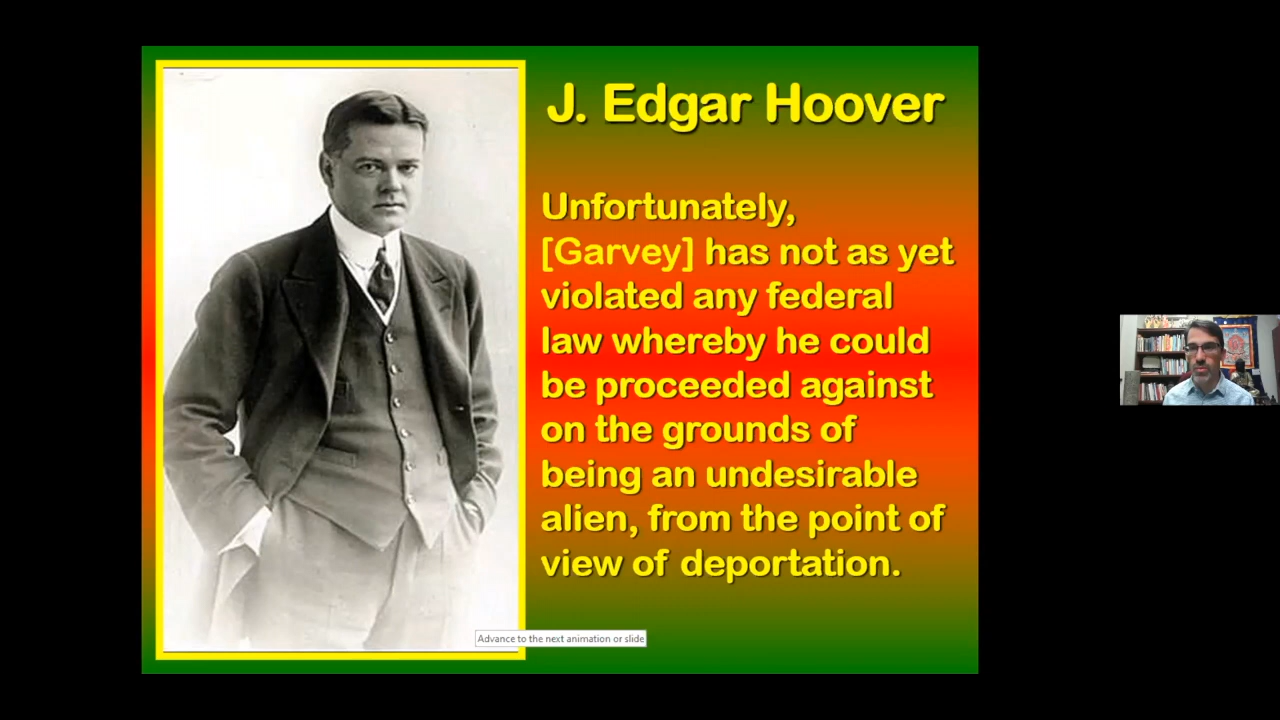 J. Edgar Hoover
Unfortunately,
[Garvey] has not as yet
violated any federal
law whereby he could
be proceeded against
on the grounds of
being an undesirable
alien, from the point of
view of deportation.
Advance to the next animation or slide